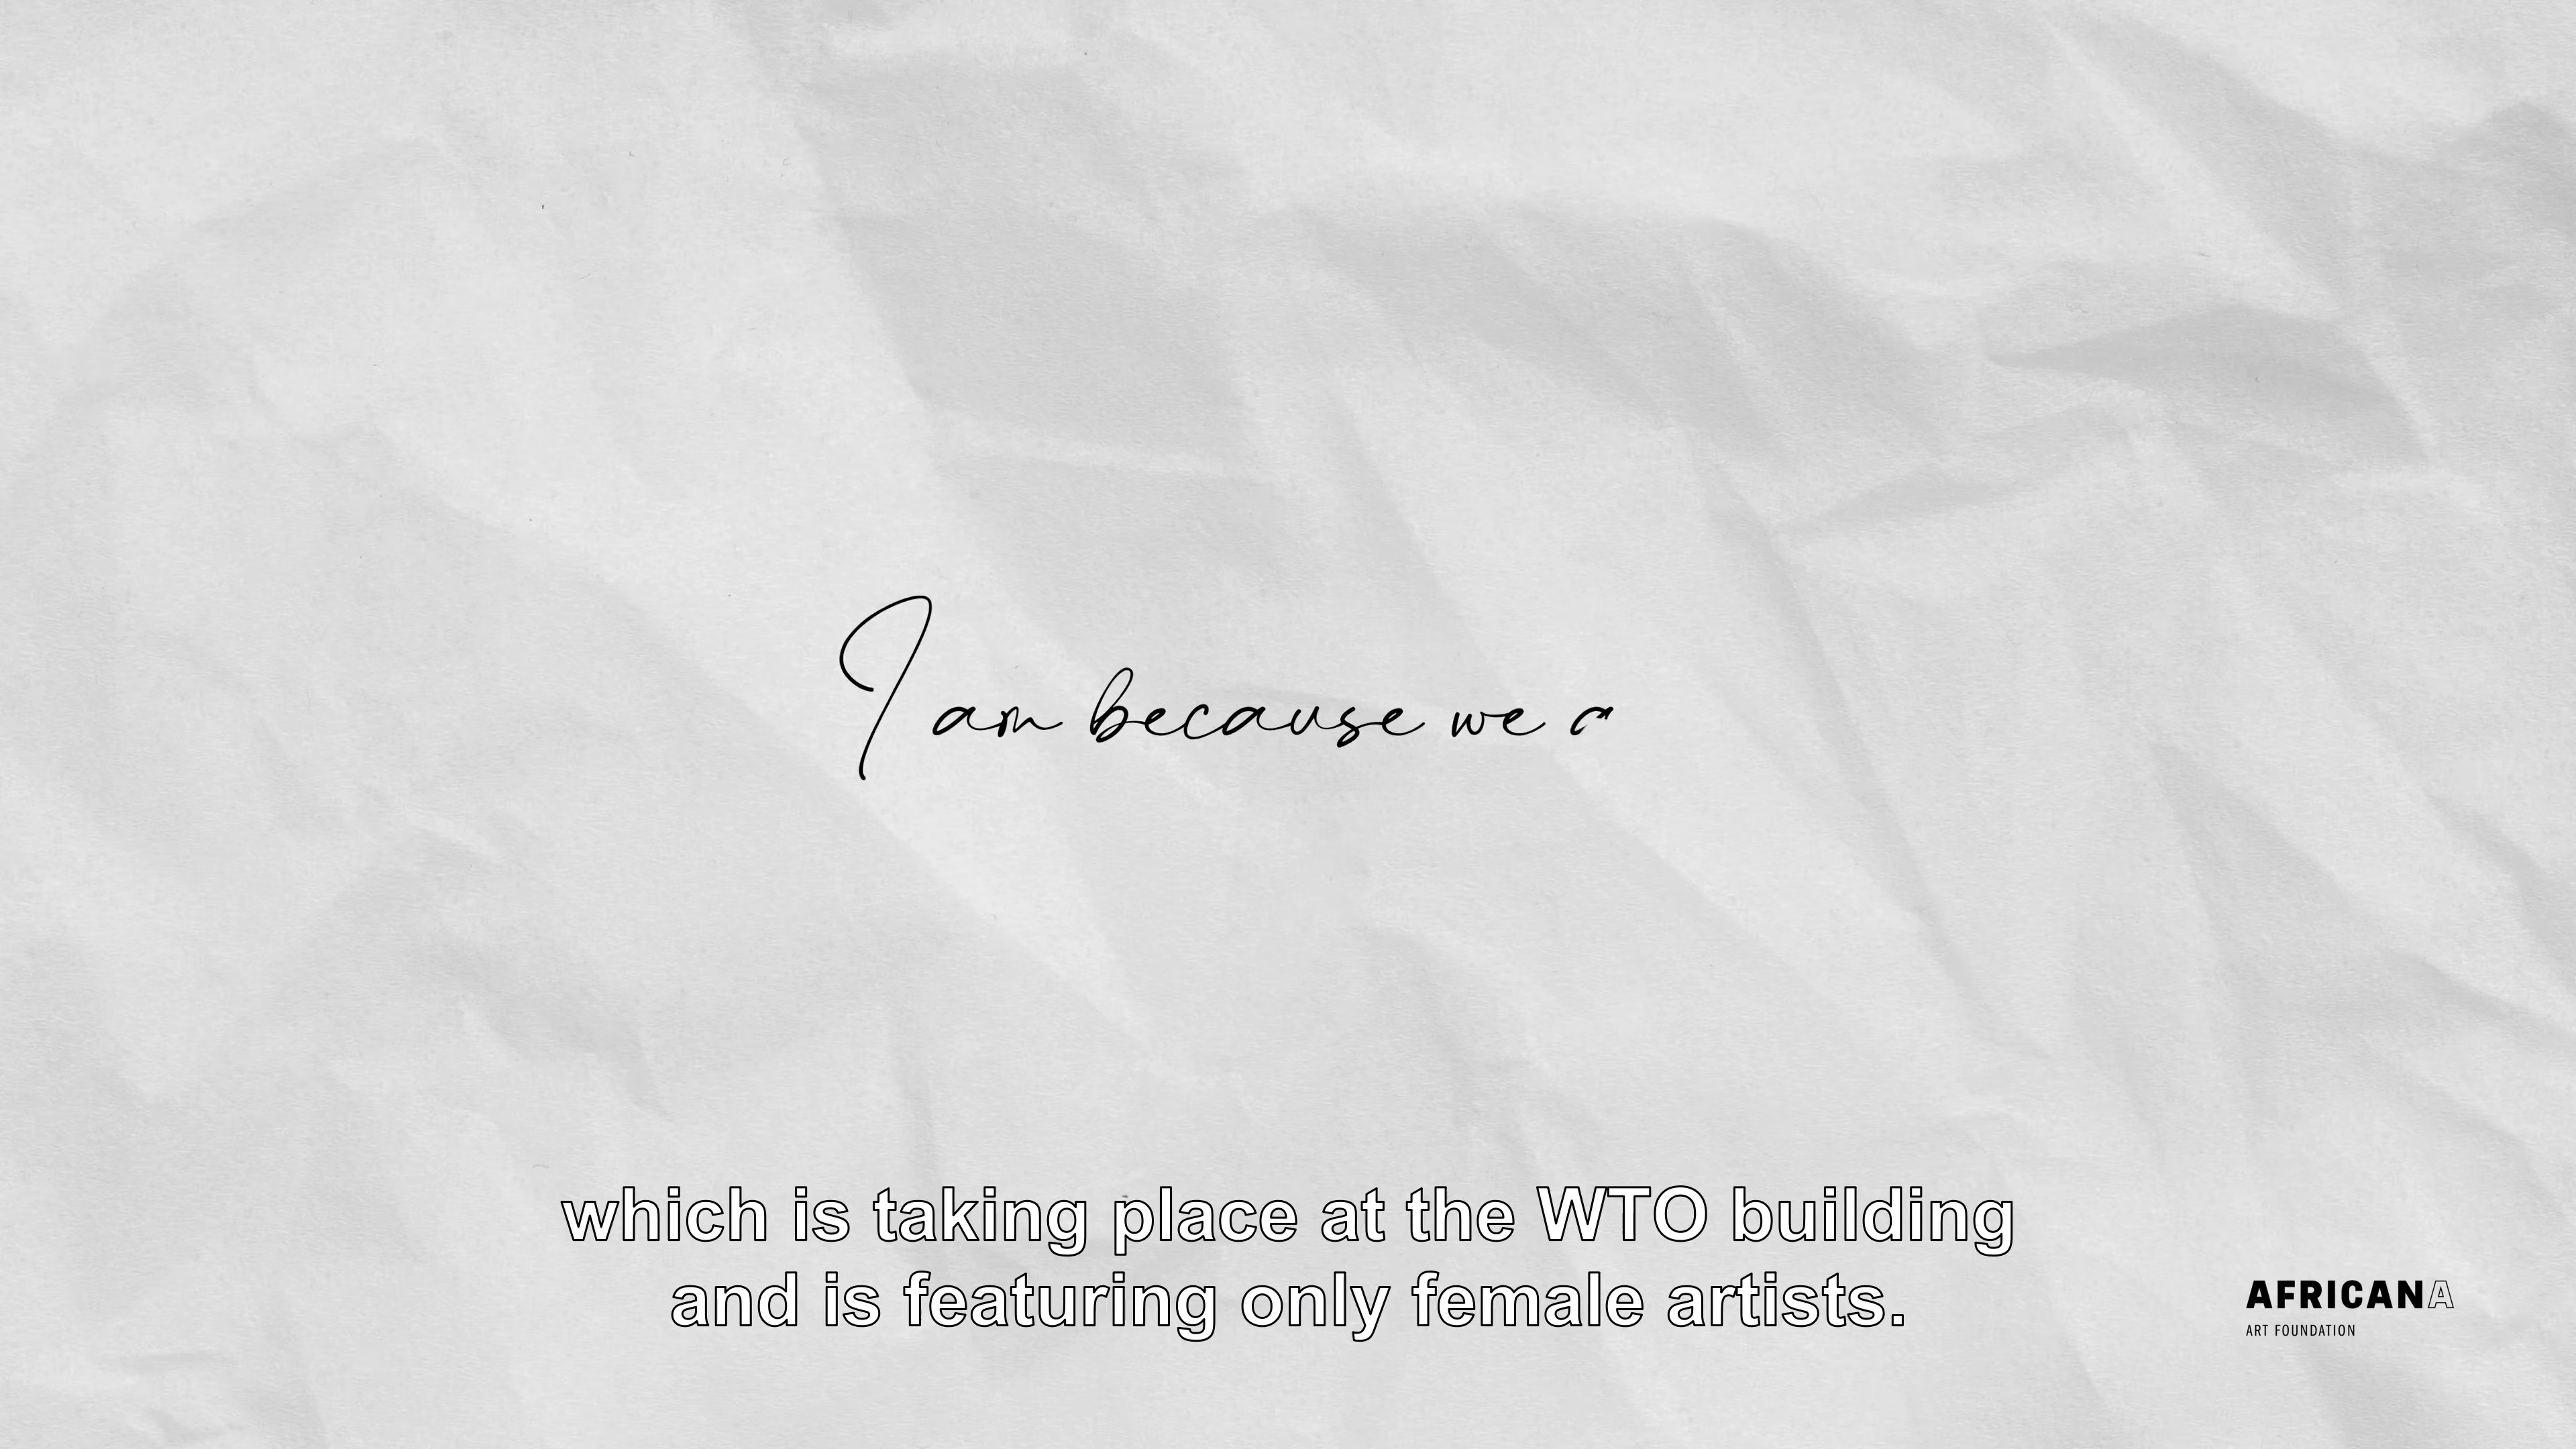 I am because we a
which is taking place at the WTO building
and is featuring only female artists.
AFRICANA
ART FOUNDATION